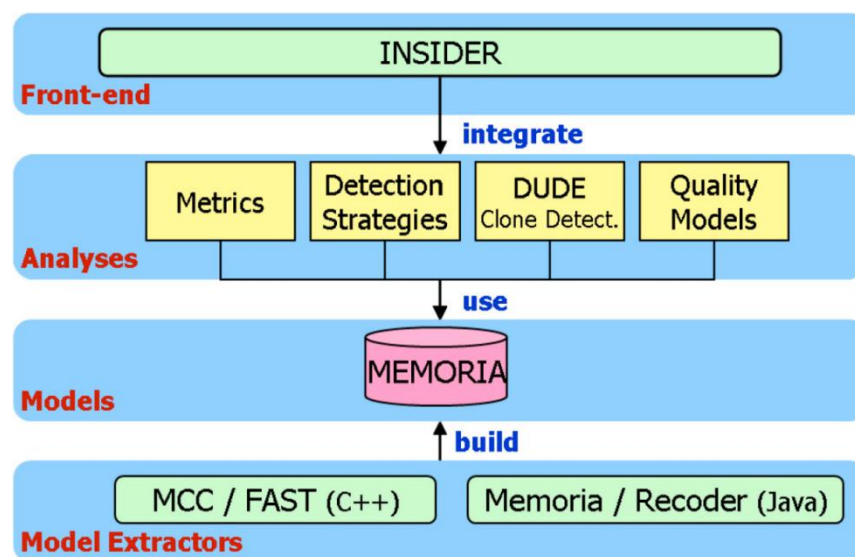 INSIDER
Front-end
integrate
Metrics
Detection
Strategies
DUDE
Clone Detect.
Quality
Models
Analyses
use
MEMORIA
Models
build
MCC / FAST (C++)
Memoria / Recoder (Java)
Model Extractors